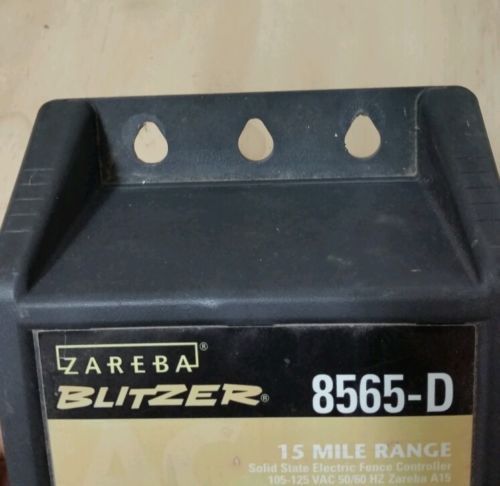 ZAREBA®
BLITZER®
8565-D
AC
15 MILE RANGE
Solid State Electric Fence Controller
105-125 VAC 50/60 HZ Zareba A15